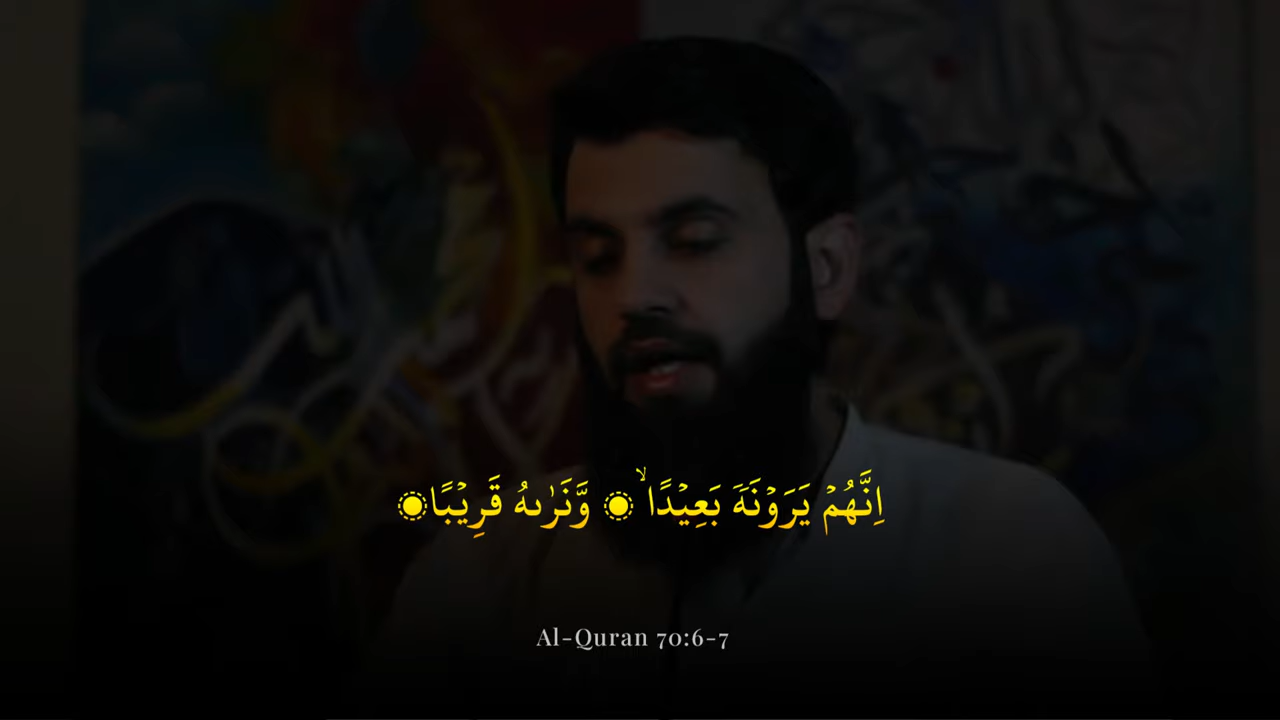 اِنَّهُمۡ يَرَوۡنَهٗ بَعِيۡدًا ۙ‏ ۞ وَّنَرٰٮهُ قَرِيۡبًا ۞
Al-Quran 70:6-7